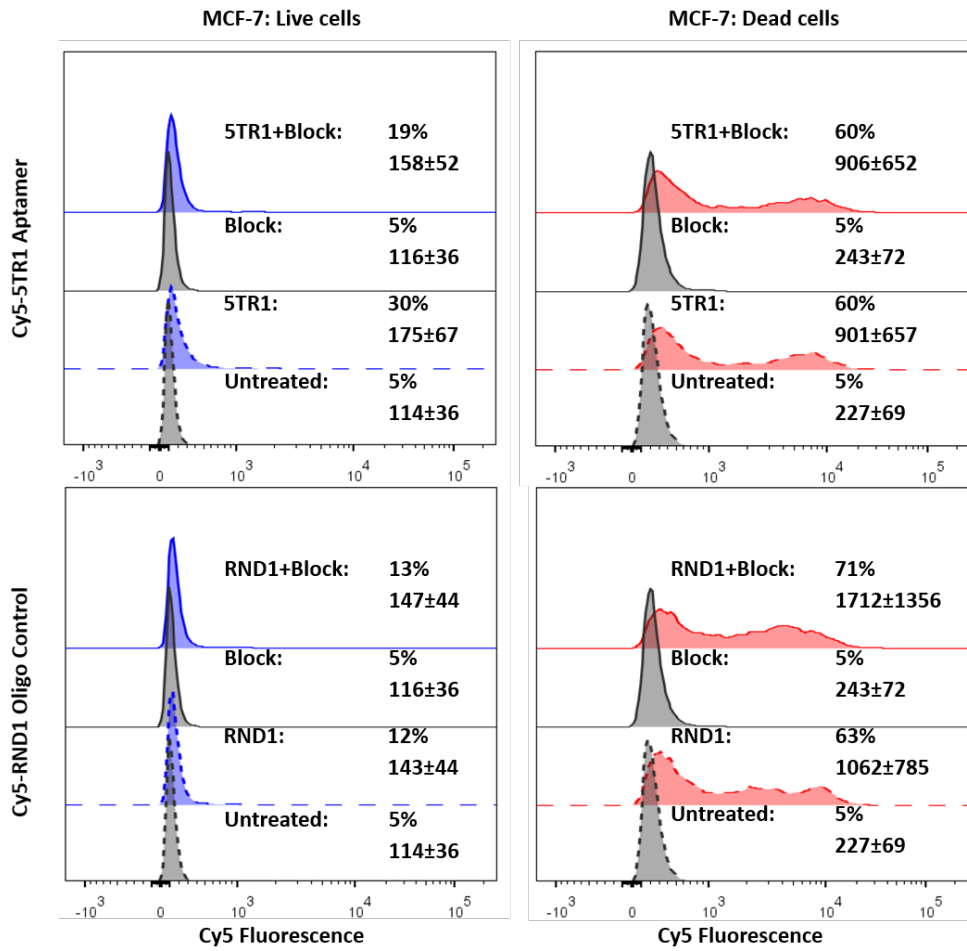 MCF-7: Live cells
MCF-7: Dead cells
Cy5-5TR1 Aptamer
5TR1+Block: 19%
158±52
Block: 5%
116±36
5TR1: 30%
175±67
Untreated: 5%
114±36
-10³ 0 10³ 10⁴ 10⁵
5TR1+Block: 60%
906±652
Block: 5%
243±72
5TR1: 60%
901±657
Untreated: 5%
227±69
-10³ 0 10³ 10⁴ 10⁵
Cy5-RND1 Oligo Control
RND1+Block: 13%
147±44
Block: 5%
116±36
RND1: 12%
143±44
Untreated: 5%
114±36
-10³ 0 10³ 10⁴ 10⁵
RND1+Block: 71%
1712±1356
Block: 5%
243±72
RND1: 63%
1062±785
Untreated: 5%
227±69
-10³ 0 10³ 10⁴ 10⁵
Cy5 Fluorescence
Cy5 Fluorescence